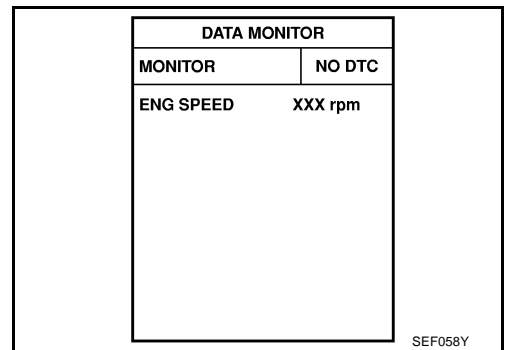 DATA MONITOR
MONITOR NO DTC
ENG SPEED XXX rpm
SEF058Y